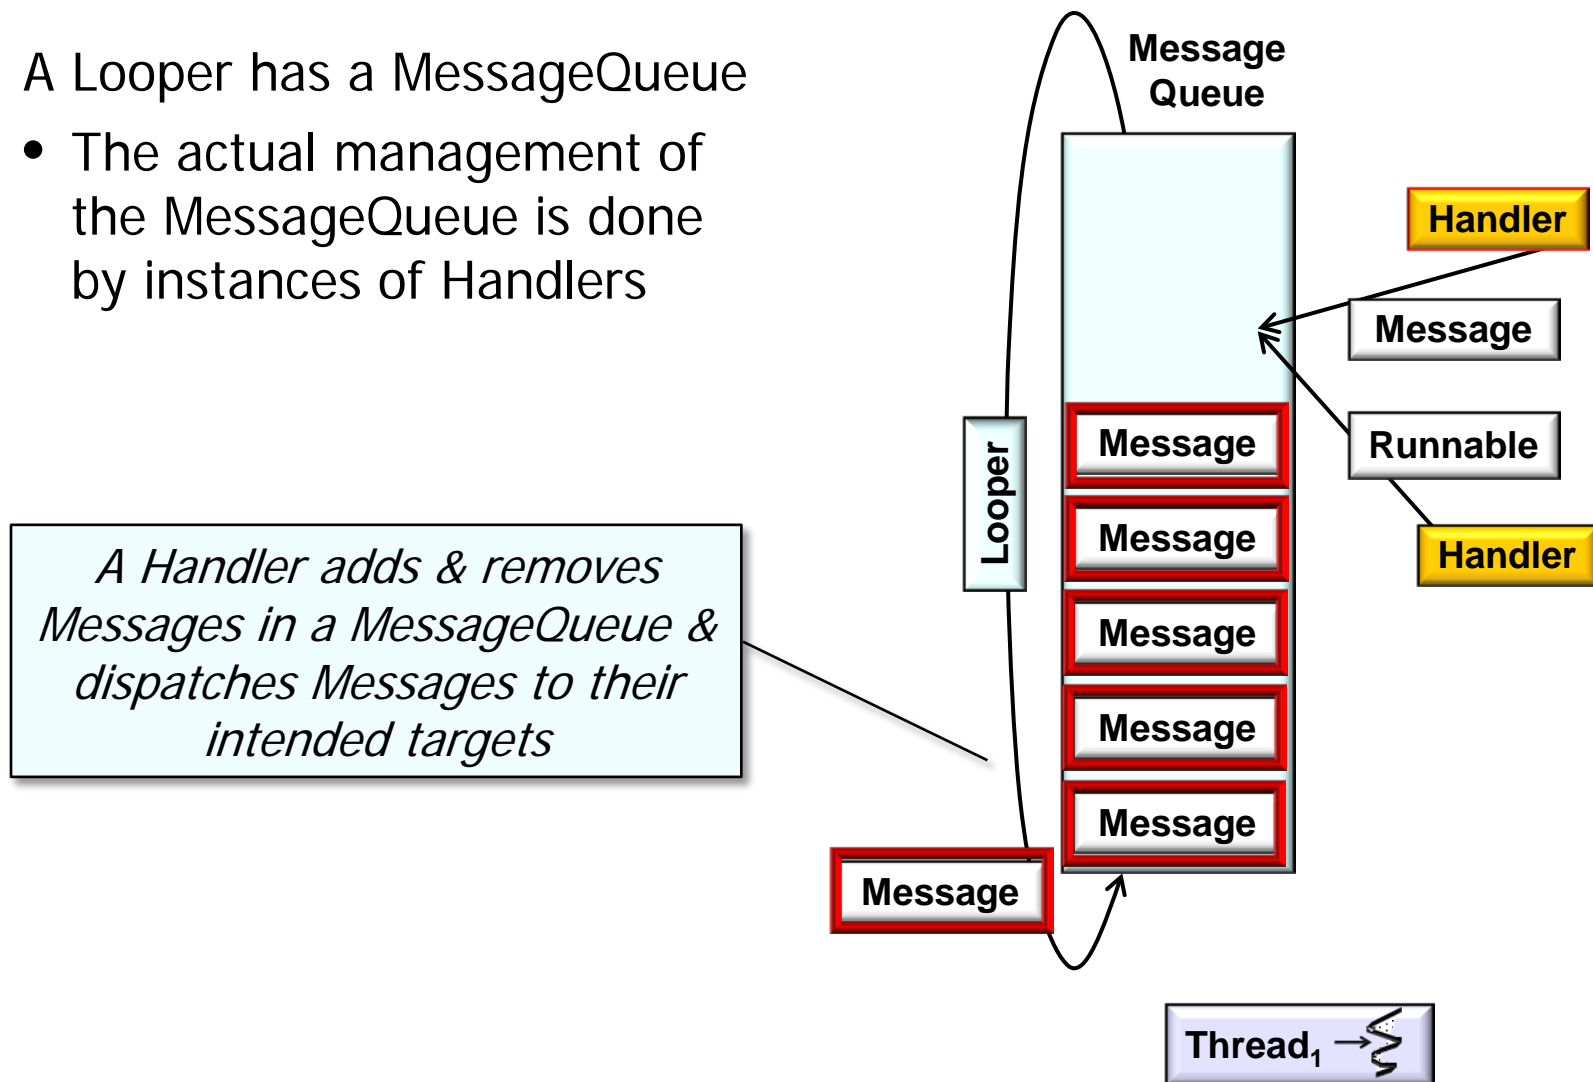 A Looper has a MessageQueue
• The actual management of
the MessageQueue is done
by instances of Handlers
A Handler adds & removes
Messages in a MessageQueue &
dispatches Messages to their
intended targets
Message
Queue
Handler
Message
Runnable
Handler
Looper
Message
Message
Message
Message
Message
Message
Thread₁